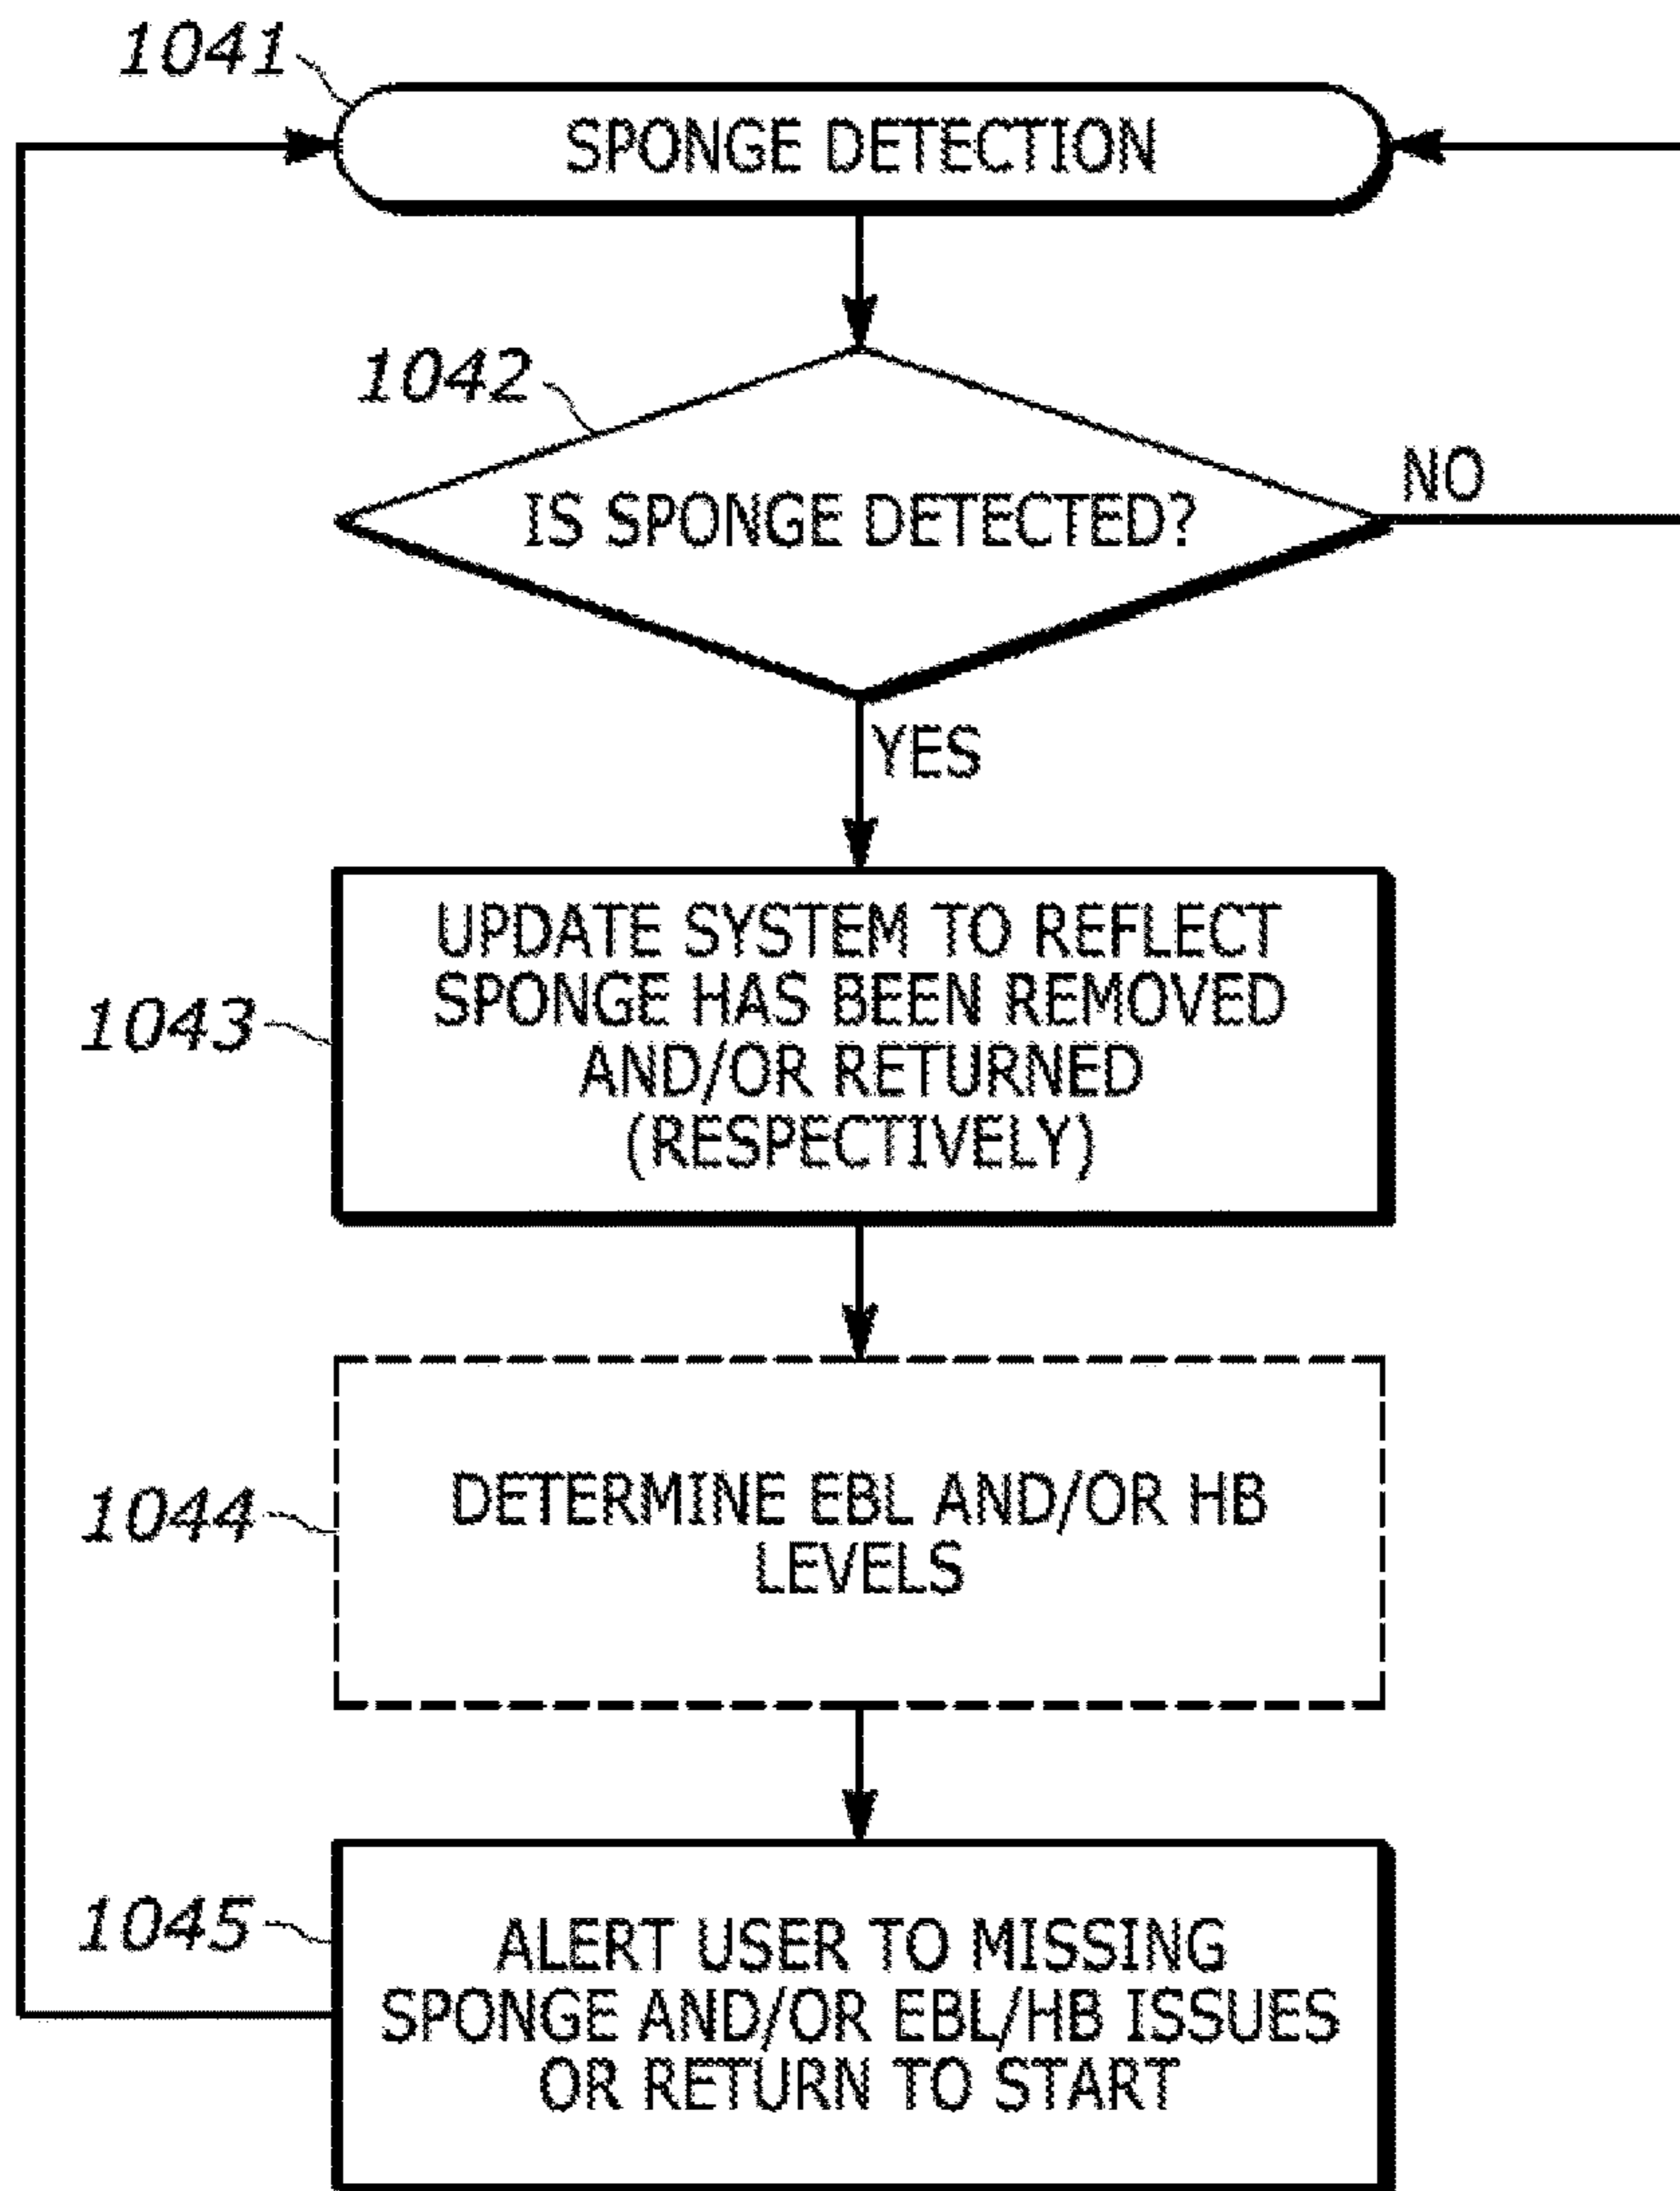 1041
SPONGE DETECTION
1042
IS SPONGE DETECTED?
NO
YES
UPDATE SYSTEM TO REFLECT
SPONGE HAS BEEN REMOVED
AND/OR RETURNED
(RESPECTIVELY)
1043
DETERMINE EBL AND/OR HB
LEVELS
1044
ALERT USER TO MISSING
SPONGE AND/OR EBL/HB ISSUES
OR RETURN TO START
1045